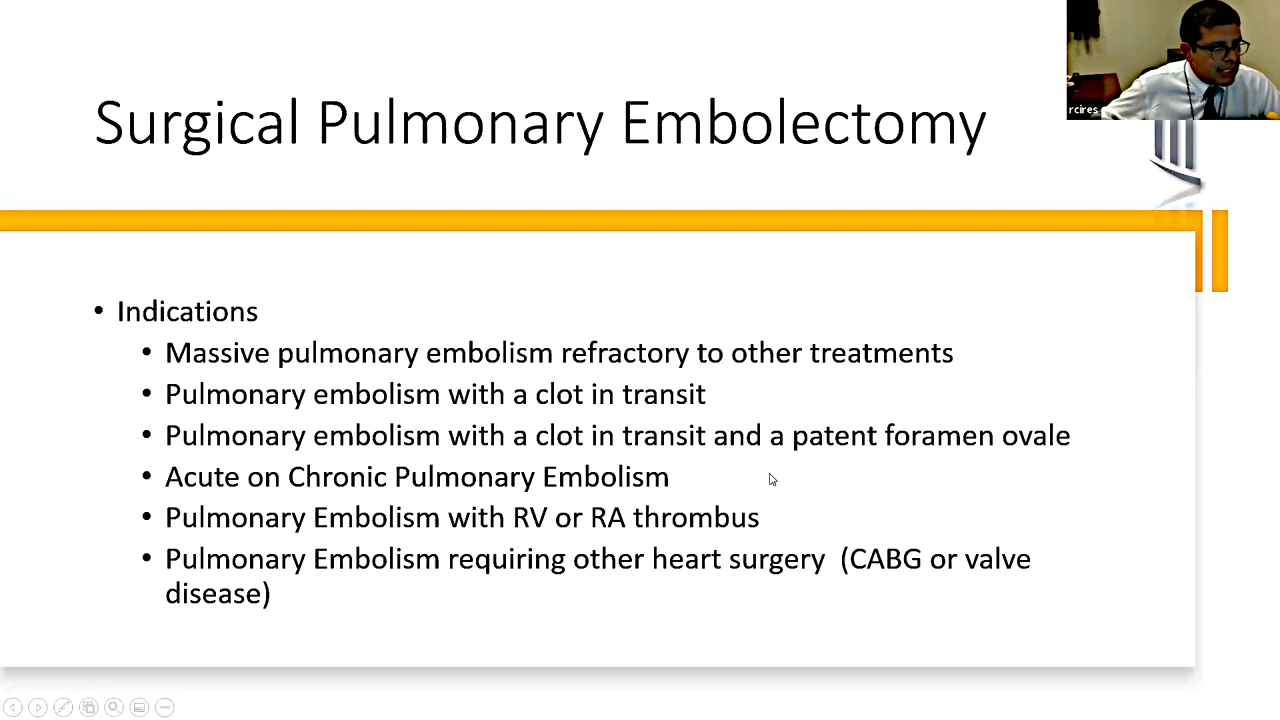 Surgical Pulmonary Embolectomy
rcires
• Indications
• Massive pulmonary embolism refractory to other treatments
• Pulmonary embolism with a clot in transit
• Pulmonary embolism with a clot in transit and a patent foramen ovale
• Acute on Chronic Pulmonary Embolism
• Pulmonary Embolism with RV or RA thrombus
• Pulmonary Embolism requiring other heart surgery (CABG or valve
disease)